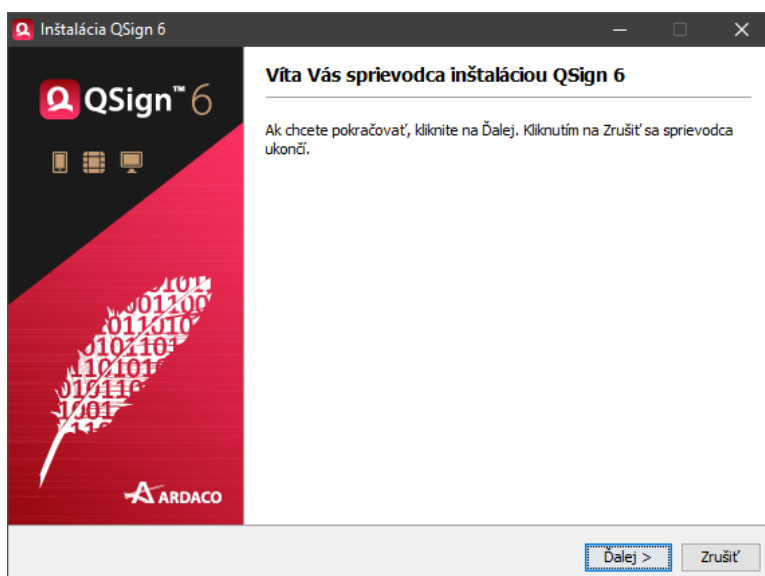 Inštalácia QSign 6
QSign™ 6
Víta Vás sprievodca inštaláciou QSign 6
Ak chcete pokračovať, kliknite na Ďalej. Kliknutím na Zrušiť sa sprievodca
ukončí.
ARDACO
Ďalej >
Zrušiť